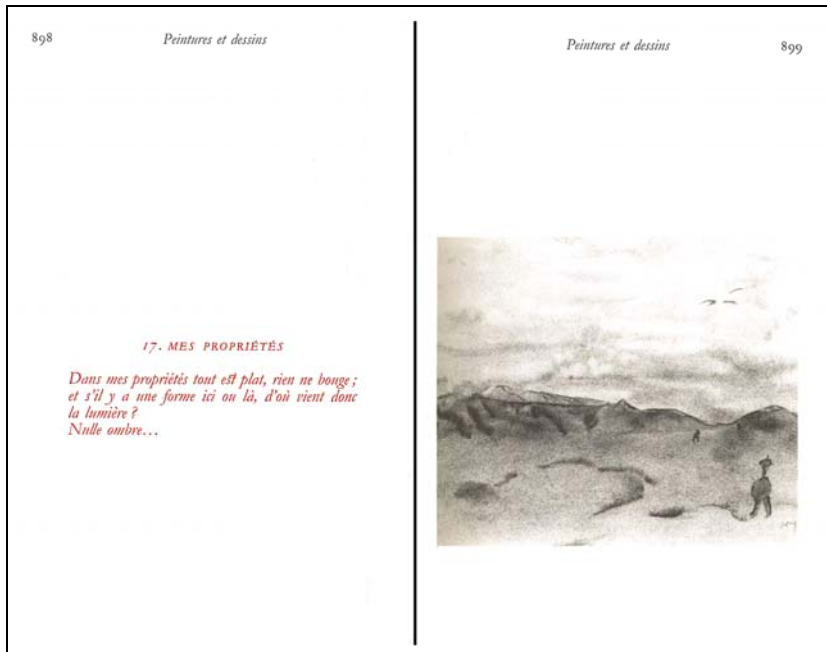 898
Peintures et dessins
17. MES PROPRIÉTÉS
Dans mes propriétés tout est plat, rien ne bouge ;
et s'il y a une forme ici ou là, d'où vient donc
la lumière ?
Nulle ombre...
Peintures et dessins
899